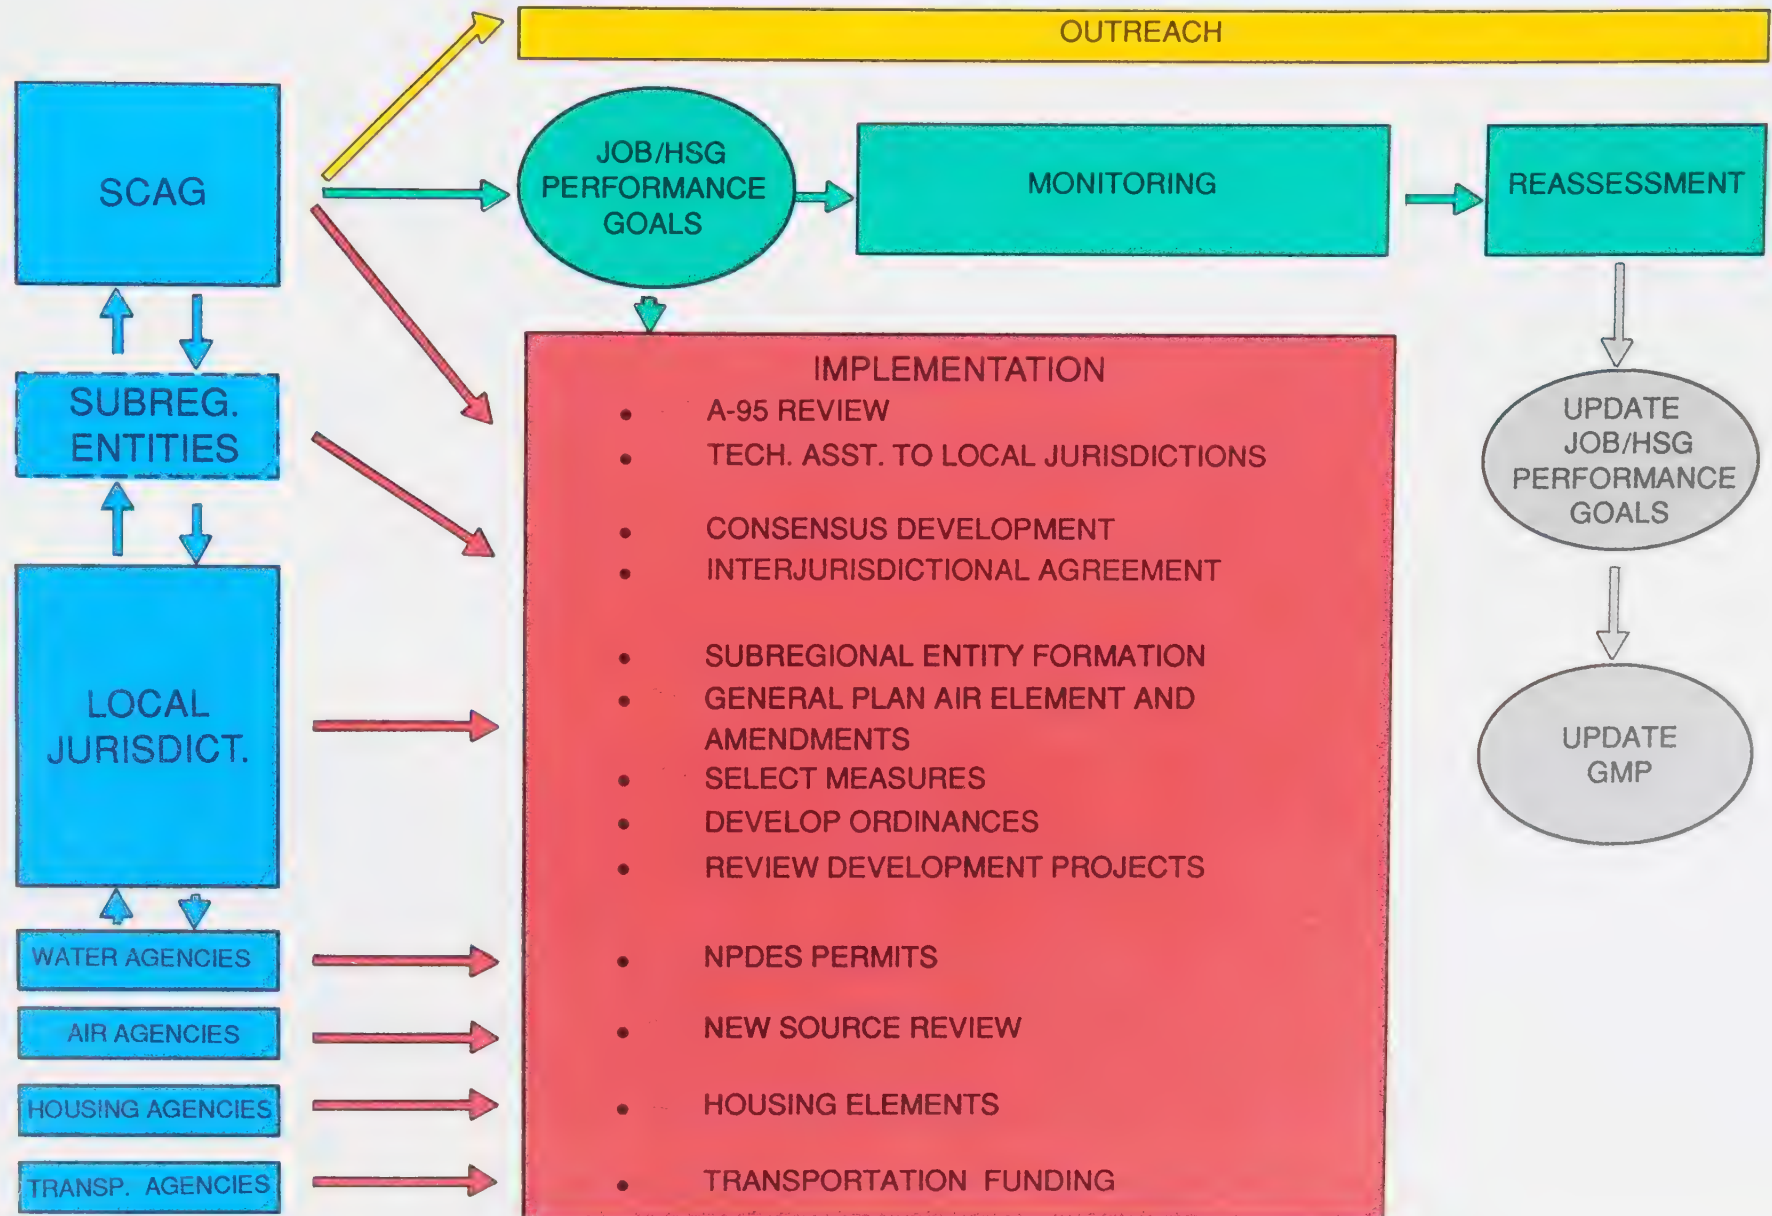 OUTREACH
SCAG
JOB/HSG
PERFORMANCE
GOALS
MONITORING
REASSESSMENT
SUBREG.
ENTITIES
LOCAL
JURISDICT.
WATER AGENCIES
AIR AGENCIES
HOUSING AGENCIES
TRANSP. AGENCIES
IMPLEMENTATION
• A-95 REVIEW
• TECH. ASST. TO LOCAL JURISDICTIONS
• CONSENSUS DEVELOPMENT
• INTERJURISDICTIONAL AGREEMENT
• SUBREGIONAL ENTITY FORMATION
• GENERAL PLAN AIR ELEMENT AND
AMENDMENTS
• SELECT MEASURES
• DEVELOP ORDINANCES
• REVIEW DEVELOPMENT PROJECTS
• NPDES PERMITS
• NEW SOURCE REVIEW
• HOUSING ELEMENTS
• TRANSPORTATION FUNDING
UPDATE
JOB/HSG
PERFORMANCE
GOALS
UPDATE
GMP